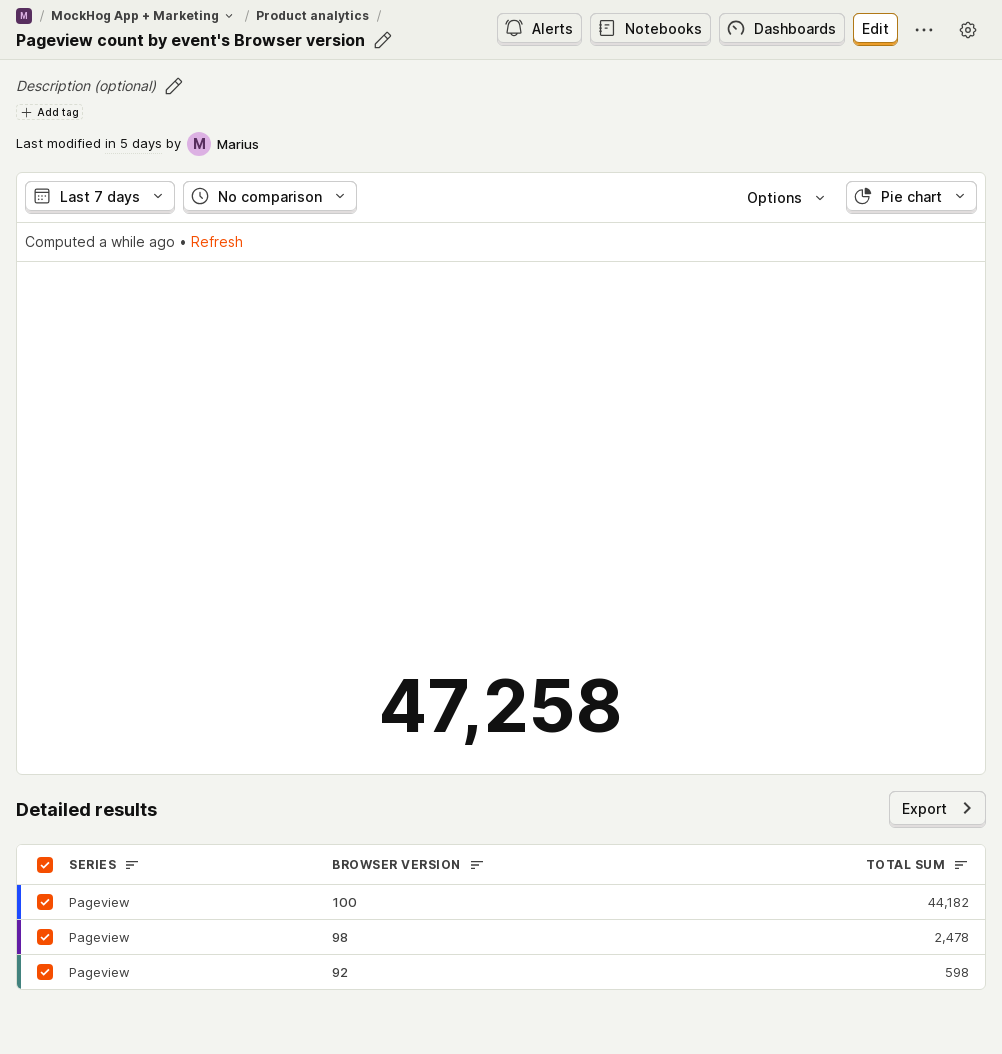 M / MockHog App + Marketing / Product analytics /
Pageview count by event's Browser version
Alerts Notebooks Dashboards Edit
Description (optional)
Add tag
Last modified in 5 days by M Marius
Last 7 days No comparison Options Pie chart
Computed a while ago • Refresh
47,258
Detailed results Export
SERIES BROWSER VERSION TOTAL SUM
Pageview 100 44,182
Pageview 98 2,478
Pageview 92 598